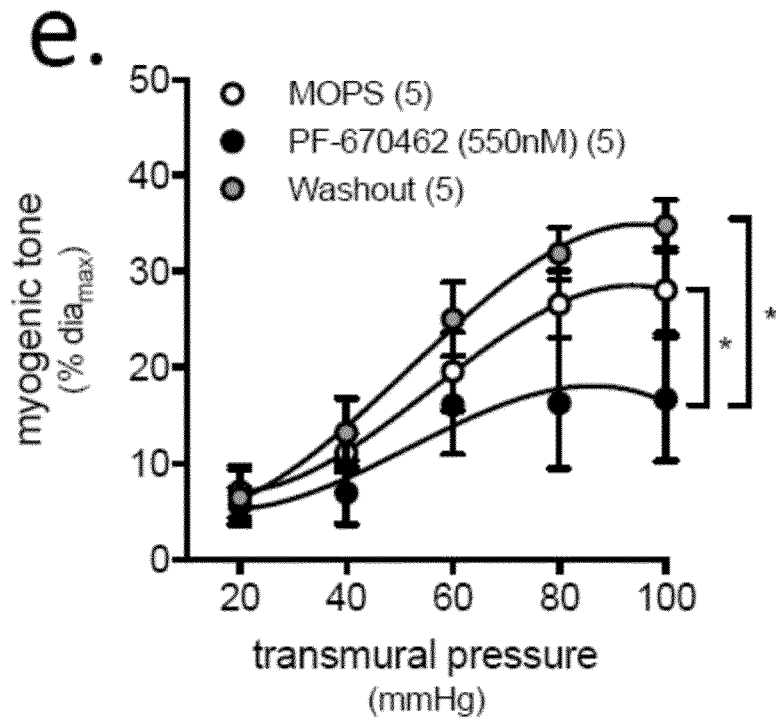 e.
50
40
30
20
10
0
myogenic tone
(% dia_max)
MOPS (5)
PF-670462 (550nM) (5)
Washout (5)
*
*
20 40 60 80 100
transmural pressure
(mmHg)